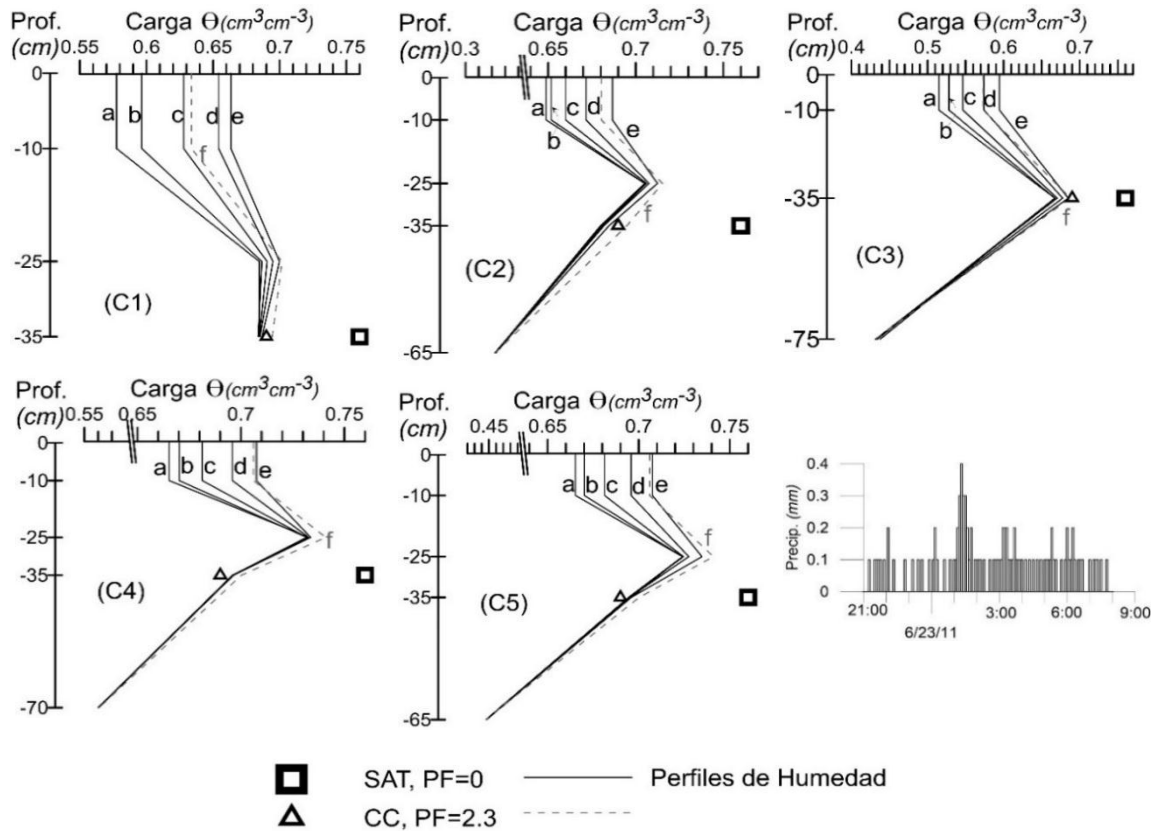 Prof. Carga Ɵ(cm³cm⁻³)
(cm)
0.55 0.6 0.65 0.7 0.75
0
a b c d e
-10
f
-25
(C1)
-35
Prof. Carga Ɵ(cm³cm⁻³)
(cm)
0.3 0.65 0.7 0.75
0
a c d
-10
b e
-25
f
-35
(C2)
-65
Prof. Carga Ɵ(cm³cm⁻³)
(cm)
0.4 0.5 0.6 0.7
0
a c d e
-10
b
-35
f
(C3)
-75
Prof. Carga Ɵ(cm³cm⁻³)
(cm)
0.55 0.65 0.7 0.75
0
a b c d e
-10
-25
f
-35
(C4)
-70
Prof. Carga Ɵ(cm³cm⁻³)
(cm)
0.45 0.65 0.7 0.75
0
a b c d e
-10
f
-25
-35
(C5)
-65
Precip. (mm)
0.4
0.3
0.2
0.1
0
21:00 3:00 6:00 9:00
6/23/11
SAT, PF=0 Perfiles de Humedad
CC, PF=2.3